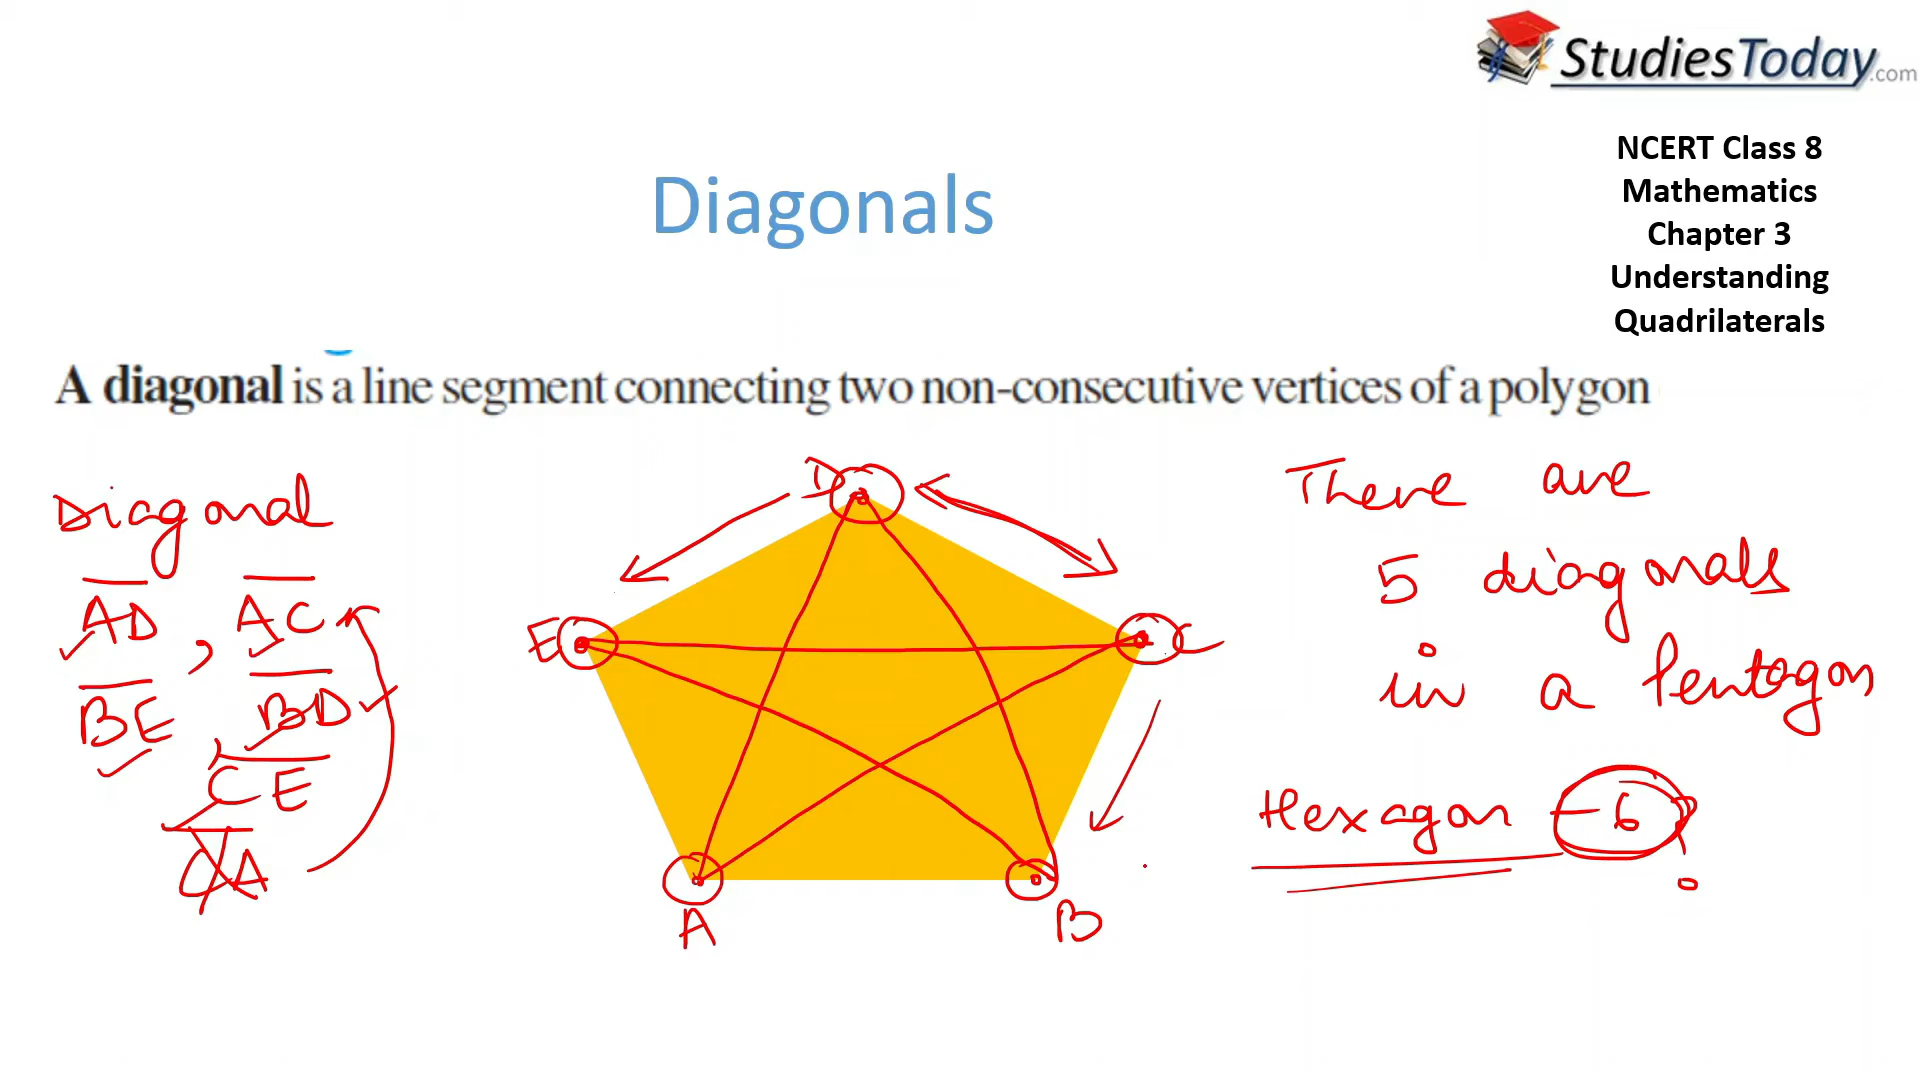 StudiesToday.com
NCERT Class 8
Mathematics
Chapter 3
Understanding
Quadrilaterals
Diagonals
A diagonal is a line segment connecting two non-consecutive vertices of a polygon
Diagonal
AD, AC
BE, BD
CE
CA
D
E
C
A
B
There are
5 diagonals
in a Pentagon
Hexagon - 6 ?